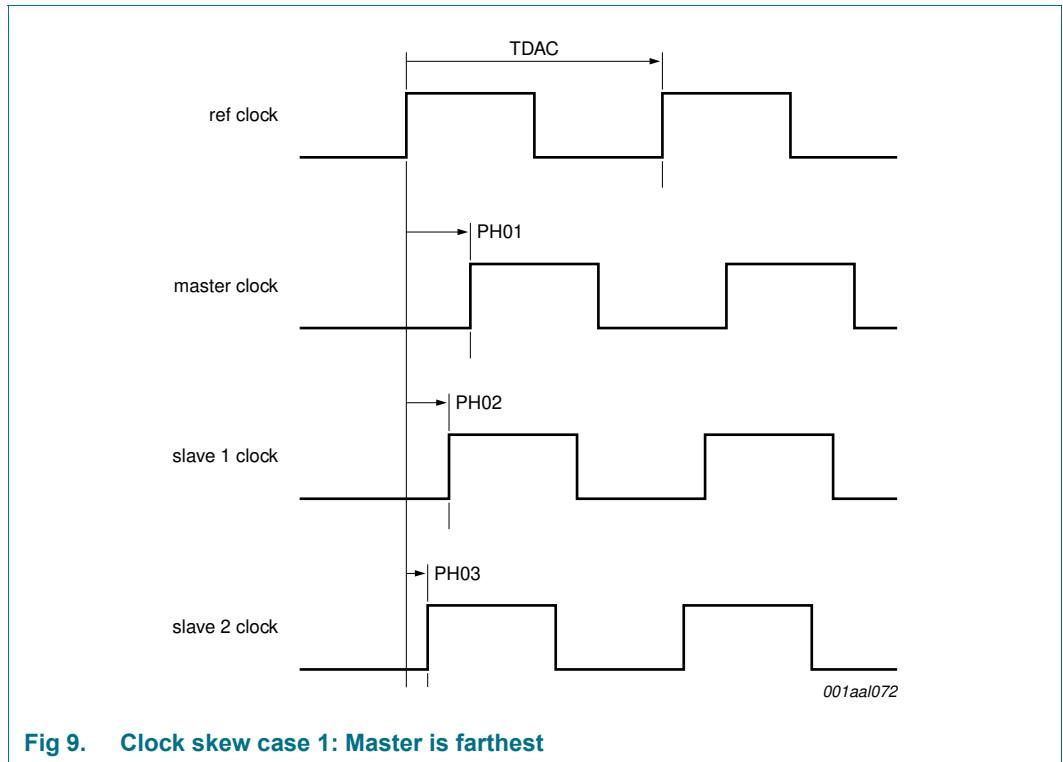 TDAC
ref clock
PH01
master clock
PH02
slave 1 clock
PH03
slave 2 clock
001aal072
Fig 9. Clock skew case 1: Master is farthest